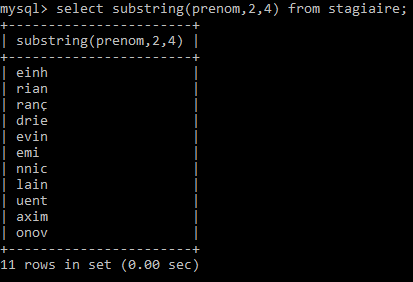 mysql> select substring(prenom,2,4) from stagiaire;
+-----------------------+
| substring(prenom,2,4) |
+-----------------------+
| einh                  |
| rian                  |
| ranç                  |
| drie                  |
| evin                  |
| emi                   |
| nnic                  |
| lain                  |
| uent                  |
| axim                  |
| onov                  |
+-----------------------+
11 rows in set (0.00 sec)